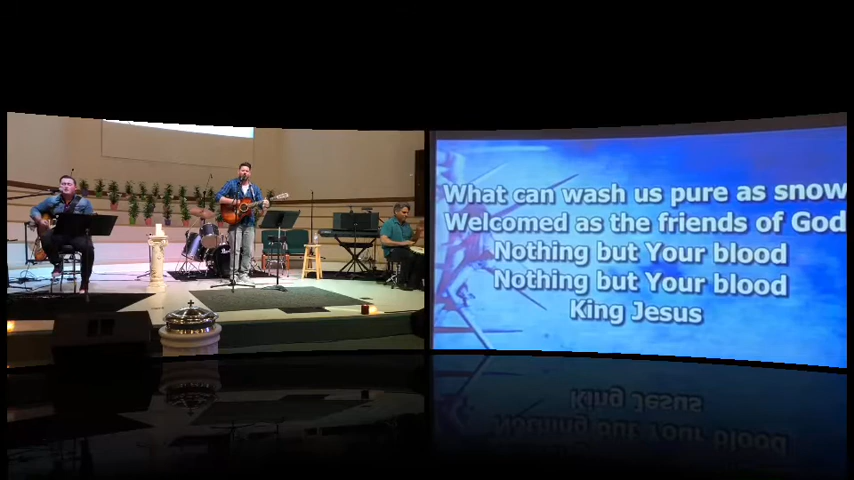 What can wash us pure as snow
Welcomed as the friends of God
Nothing but Your blood
Nothing but Your blood
King Jesus